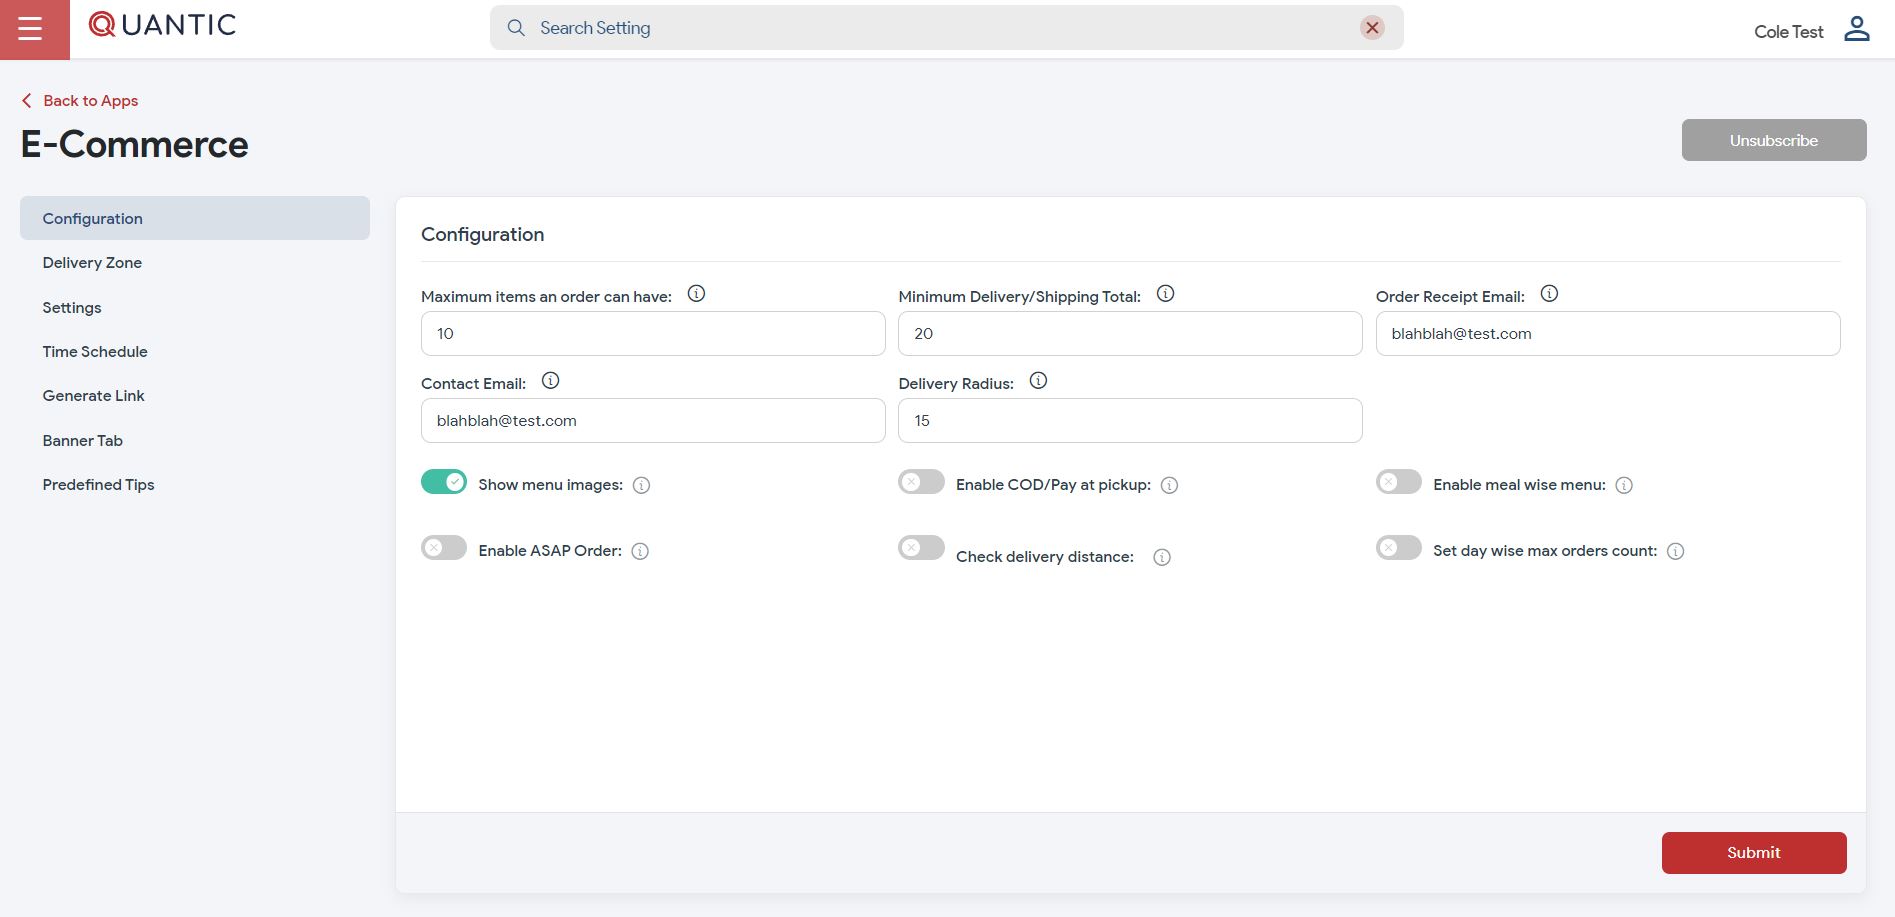 QUANTIC
Search Setting
Cole Test
Back to Apps
E-Commerce
Unsubscribe
Configuration
Delivery Zone
Settings
Time Schedule
Generate Link
Banner Tab
Predefined Tips
Configuration
Maximum items an order can have:
10
Minimum Delivery/Shipping Total:
20
Order Receipt Email:
blahblah@test.com
Contact Email:
blahblah@test.com
Delivery Radius:
15
Show menu images:
Enable COD/Pay at pickup:
Enable meal wise menu:
Enable ASAP Order:
Check delivery distance:
Set day wise max orders count:
Submit